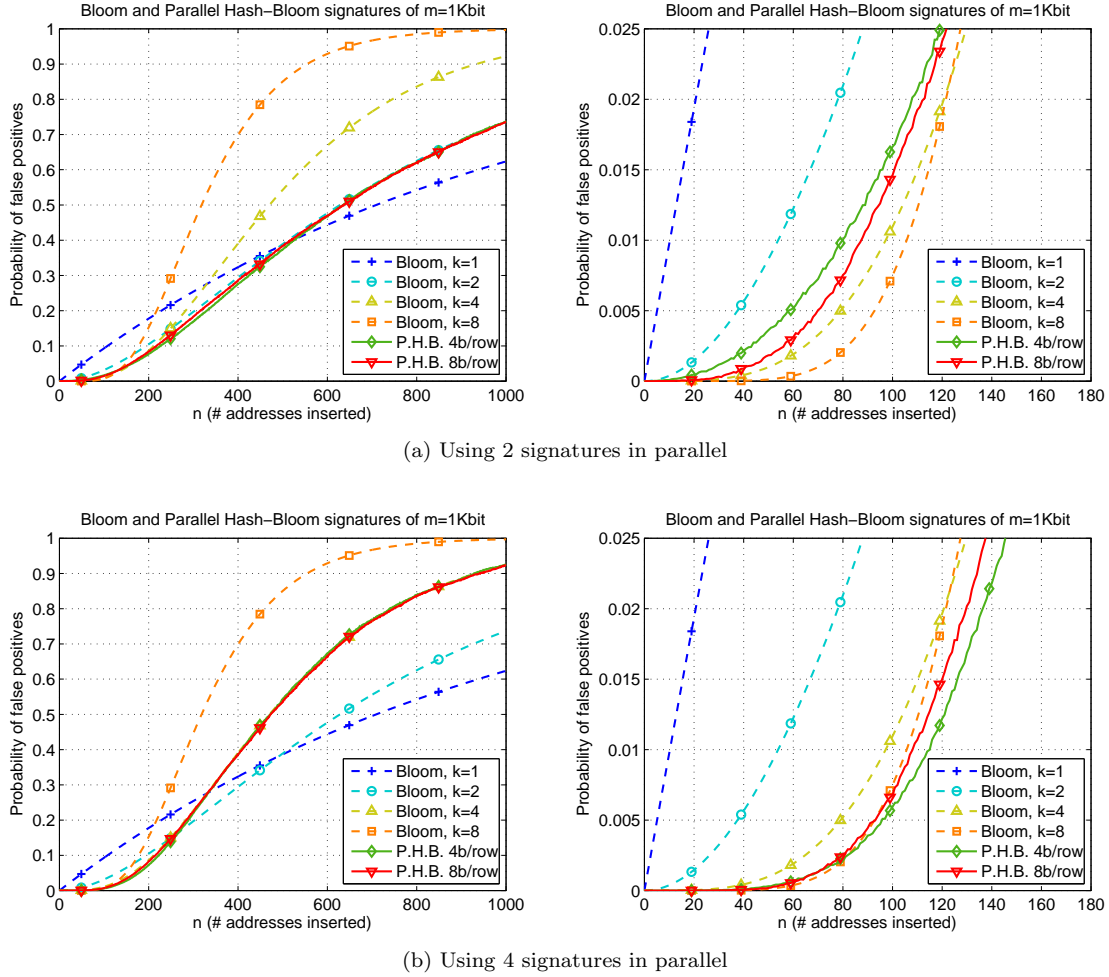 Bloom and Parallel Hash-Bloom signatures of m=1Kbit
Probability of false positives
1
0.9
0.8
0.7
0.6
0.5
0.4
0.3
0.2
0.1
0
0 200 400 600 800 1000
n (# addresses inserted)
Bloom, k=1
Bloom, k=2
Bloom, k=4
Bloom, k=8
P.H.B. 4b/row
P.H.B. 8b/row
Bloom and Parallel Hash-Bloom signatures of m=1Kbit
Probability of false positives
0.025
0.02
0.015
0.01
0.005
0
0 20 40 60 80 100 120 140 160 180
n (# addresses inserted)
Bloom, k=1
Bloom, k=2
Bloom, k=4
Bloom, k=8
P.H.B. 4b/row
P.H.B. 8b/row
(a) Using 2 signatures in parallel
Bloom and Parallel Hash-Bloom signatures of m=1Kbit
Probability of false positives
1
0.9
0.8
0.7
0.6
0.5
0.4
0.3
0.2
0.1
0
0 200 400 600 800 1000
n (# addresses inserted)
Bloom, k=1
Bloom, k=2
Bloom, k=4
Bloom, k=8
P.H.B. 4b/row
P.H.B. 8b/row
Bloom and Parallel Hash-Bloom signatures of m=1Kbit
Probability of false positives
0.025
0.02
0.015
0.01
0.005
0
0 20 40 60 80 100 120 140 160 180
n (# addresses inserted)
Bloom, k=1
Bloom, k=2
Bloom, k=4
Bloom, k=8
P.H.B. 4b/row
P.H.B. 8b/row
(b) Using 4 signatures in parallel